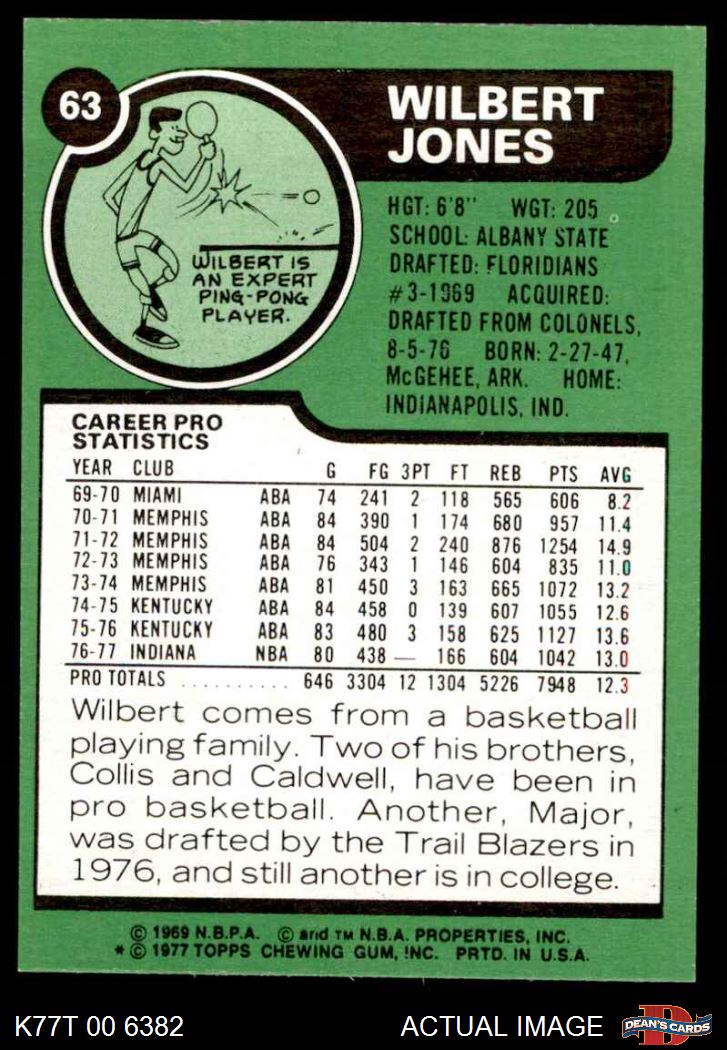 63
WILBERT
JONES
WILBERT IS
AN EXPERT
PING-PONG
PLAYER.
HGT: 6'8" WGT: 205
SCHOOL: ALBANY STATE
DRAFTED: FLORIDIANS
#3-1969 ACQUIRED:
DRAFTED FROM COLONELS,
8-5-76 BORN: 2-27-47,
McGEHEE, ARK. HOME:
INDIANAPOLIS, IND.
CAREER PRO
STATISTICS
YEAR CLUB G FG 3PT FT REB PTS AVG
69-70 MIAMI ABA 74 241 2 118 565 606 8.2
70-71 MEMPHIS ABA 84 390 1 174 680 957 11.4
71-72 MEMPHIS ABA 84 504 2 240 876 1254 14.9
72-73 MEMPHIS ABA 76 343 1 146 604 835 11.0
73-74 MEMPHIS ABA 81 450 3 163 665 1072 13.2
74-75 KENTUCKY ABA 84 458 0 139 607 1055 12.6
75-76 KENTUCKY ABA 83 480 3 158 625 1127 13.6
76-77 INDIANA NBA 80 438 — 166 604 1042 13.0
PRO TOTALS .......... 646 3304 12 1304 5226 7948 12.3
Wilbert comes from a basketball
playing family. Two of his brothers,
Collis and Caldwell, have been in
pro basketball. Another, Major,
was drafted by the Trail Blazers in
1976, and still another is in college.
© 1969 N.B.P.A. © and TM N.B.A. PROPERTIES, INC.
* © 1977 TOPPS CHEWING GUM, INC. PRTD. IN U.S.A.
K77T 00 6382 ACTUAL IMAGE
D
DEAN'S CARDS